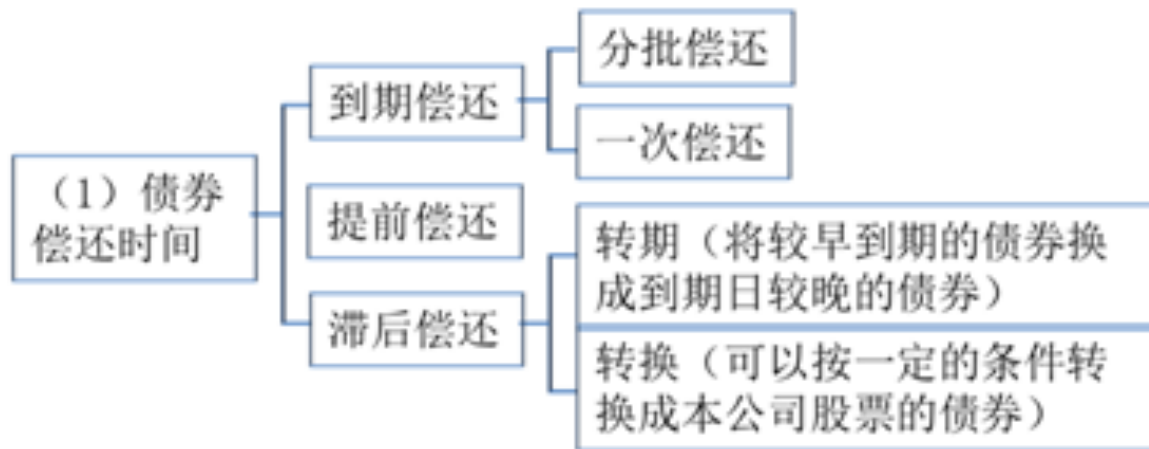 （1）债券
偿还时间
到期偿还
分批偿还
一次偿还
提前偿还
滞后偿还
转期（将较早到期的债券换
成到期日较晚的债券）
转换（可以按一定的条件转
换成本公司股票的债券）